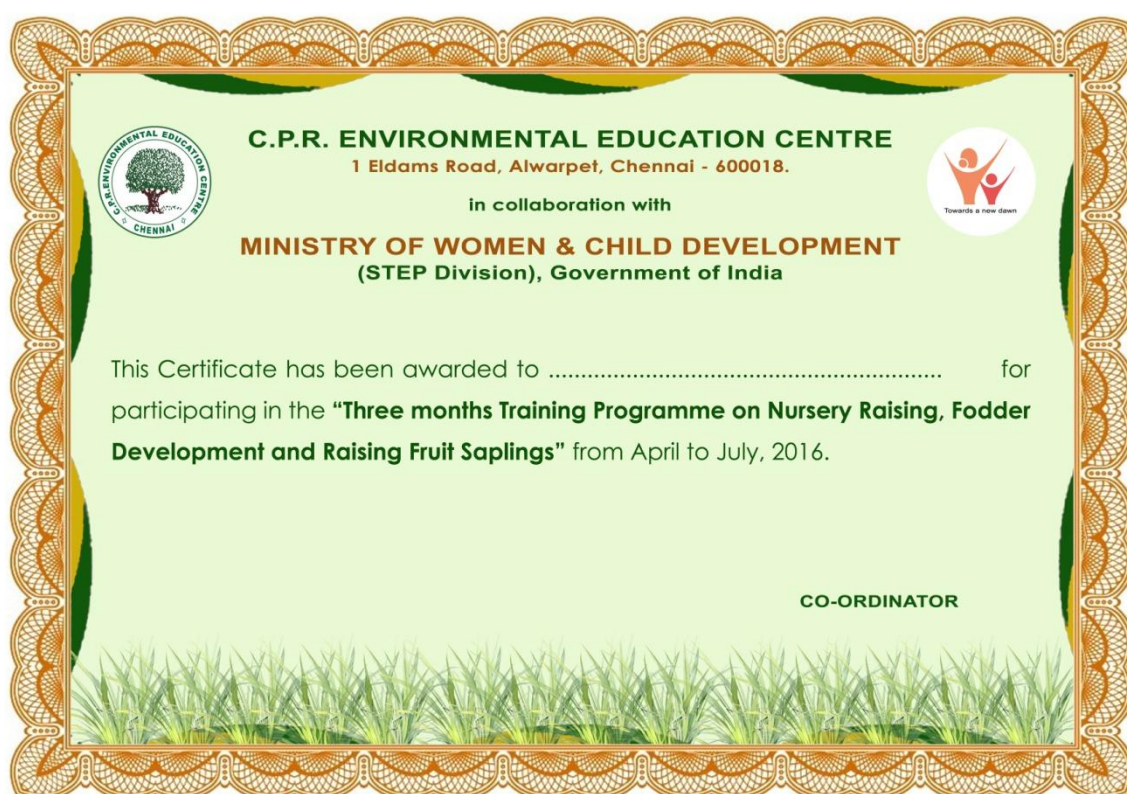 C.P.R. ENVIRONMENTAL EDUCATION CENTRE
1 Eldams Road, Alwarpet, Chennai - 600018.
in collaboration with
MINISTRY OF WOMEN & CHILD DEVELOPMENT
(STEP Division), Government of India
C.P.R.ENVIRONMENTAL EDUCATION CENTRE
CHENNAI
Towards a new dawn
This Certificate has been awarded to ............................................................. for
participating in the “Three months Training Programme on Nursery Raising, Fodder
Development and Raising Fruit Saplings” from April to July, 2016.
CO-ORDINATOR